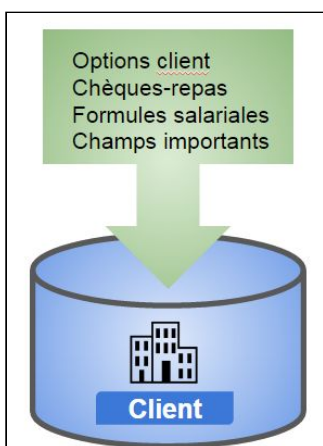 Options client
Chèques-repas
Formules salariales
Champs importants
Client